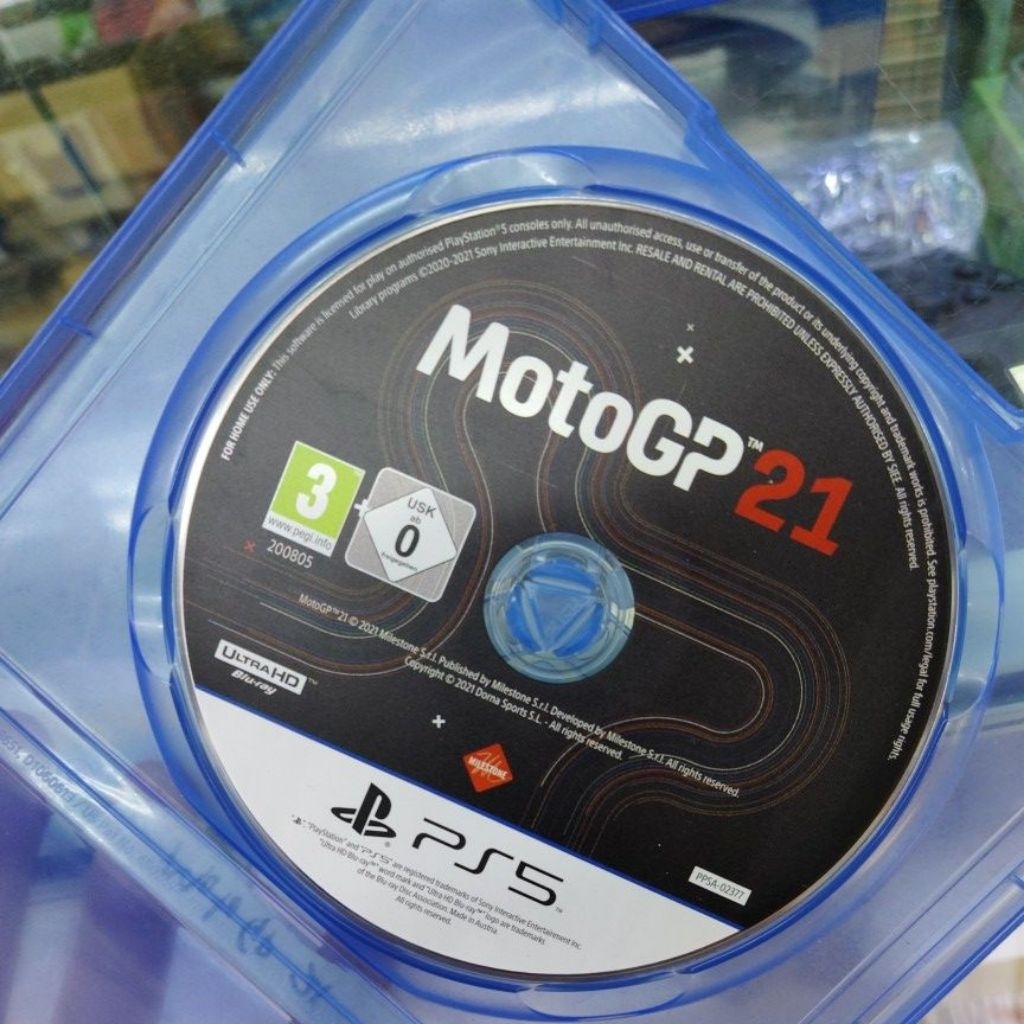 FOR HOME USE ONLY: This software is licensed for play on authorised PlayStation®5 consoles only. All unauthorised access, use or transfer of the product or its underlying copyright and trademark works is prohibited. See playstation.com/legal for full usage rights.
Library programs ©2020-2021 Sony Interactive Entertainment Inc. RESALE AND RENTAL ARE PROHIBITED UNLESS EXPRESSLY AUTHORISED BY SIEE. All rights reserved.
MotoGP™21
3
www.pegi.info
USK
ab
0
freigegeben
200805
MotoGP™21 © 2021 Milestone S.r.l. Published by Milestone S.r.l. Developed by Milestone S.r.l. All rights reserved.
Copyright © 2021 Dorna Sports S.L - All rights reserved.
ULTRA HD™
Blu-ray
MILESTONE
PS5™
PPSA-02377
"PlayStation" and "PS5" are registered trademarks of Sony Interactive Entertainment Inc.
"Ultra HD Blu-ray™" word mark and "Ultra HD Blu-ray™" logo are trademarks
of the Blu-ray Disc Association. Made in Austria.
All rights reserved.